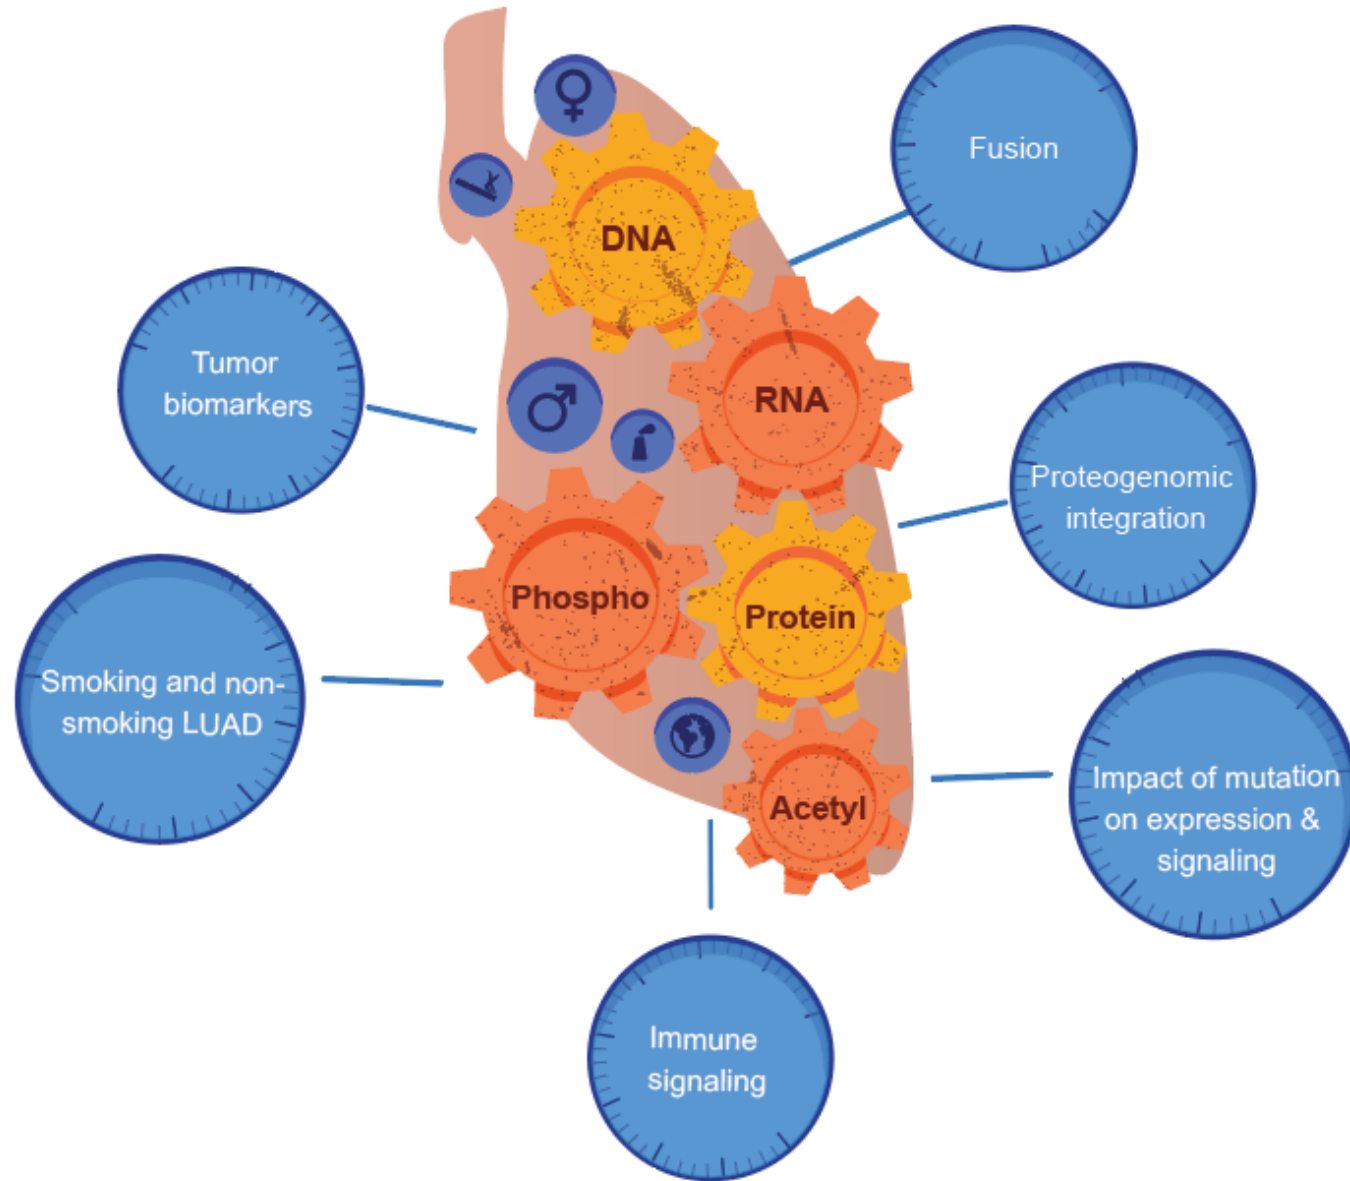 Fusion
DNA
Tumor
biomarkers
RNA
Proteogenomic
integration
Phospho
Protein
Smoking and non-
smoking LUAD
Acetyl
Impact of mutation
on expression &
signaling
Immune
signaling